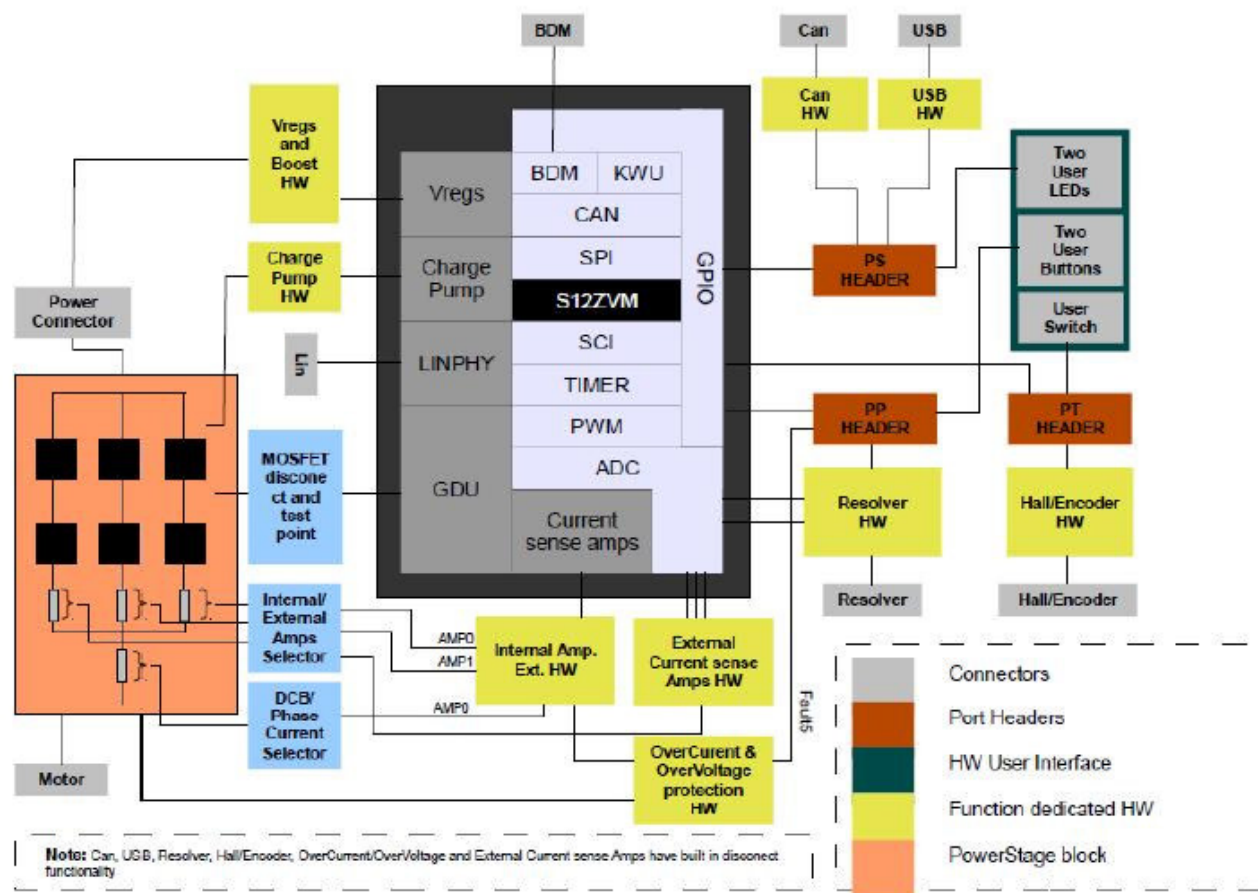 BDM
Can
USB
Can
HW
USB
HW
Vregs
and
Boost
HW
Two
User
LEDs
Two
User
Buttons
User
Switch
Vregs
BDM
KWU
CAN
SPI
S12ZVM
SCI
TIMER
PWM
ADC
GPIO
Charge
Pump
LINPHY
GDU
Current
sense amps
Charge
Pump
HW
PS
HEADER
Power
Connector
Lin
PP
HEADER
PT
HEADER
MOSFET
discone
ct and
test
point
Resolver
HW
Hall/Encoder
HW
Resolver
Hall/Encoder
Internal/
External
Amps
Selector
AMP0
AMP1
Internal Amp.
Ext. HW
External
Current sense
Amps HW
DCB/
Phase
Current
Selector
AMP0
Fault5
OverCurent &
OverVoltage
protection
HW
Motor
Connectors
Port Headers
HW User Interface
Function dedicated HW
PowerStage block
Note: Can, USB, Resolver, Hall/Encoder, OverCurrent/OverVoltage and External Current sense Amps have built in disconect
functionality